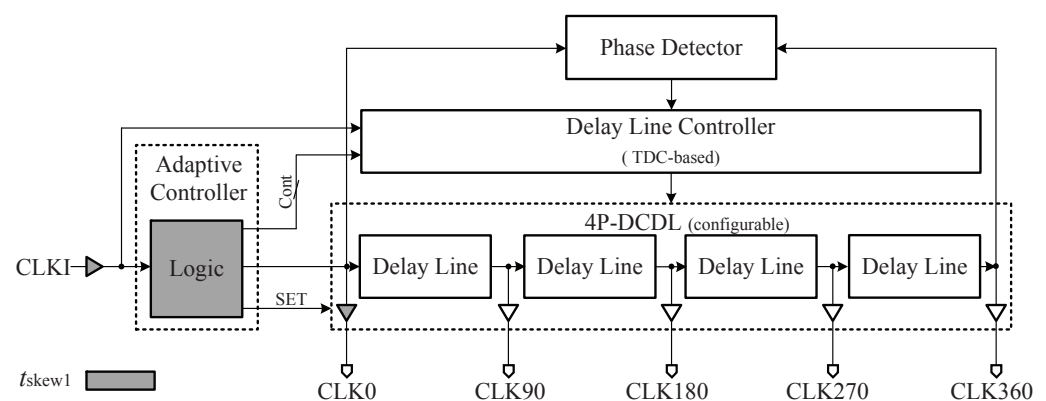 Phase Detector
Delay Line Controller
( TDC-based)
Adaptive
Controller
Cont
4P-DCDL (configurable)
CLKI
Logic
Delay Line
Delay Line
Delay Line
Delay Line
SET
tskew1
CLK0
CLK90
CLK180
CLK270
CLK360